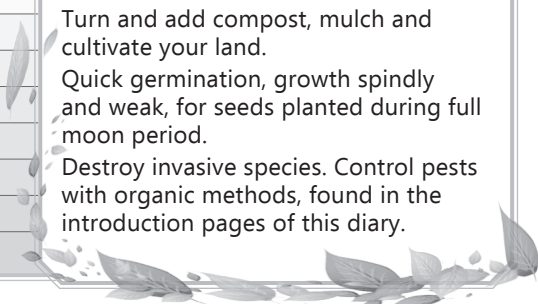 Turn and add compost, mulch and
cultivate your land.
Quick germination, growth spindly
and weak, for seeds planted during full
moon period.
Destroy invasive species. Control pests
with organic methods, found in the
introduction pages of this diary.